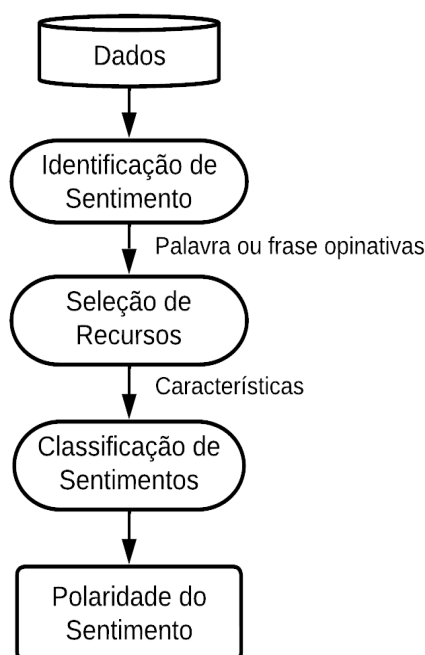 Dados
Identificação de
Sentimento
Palavra ou frase opinativas
Seleção de
Recursos
Características
Classificação de
Sentimentos
Polaridade do
Sentimento